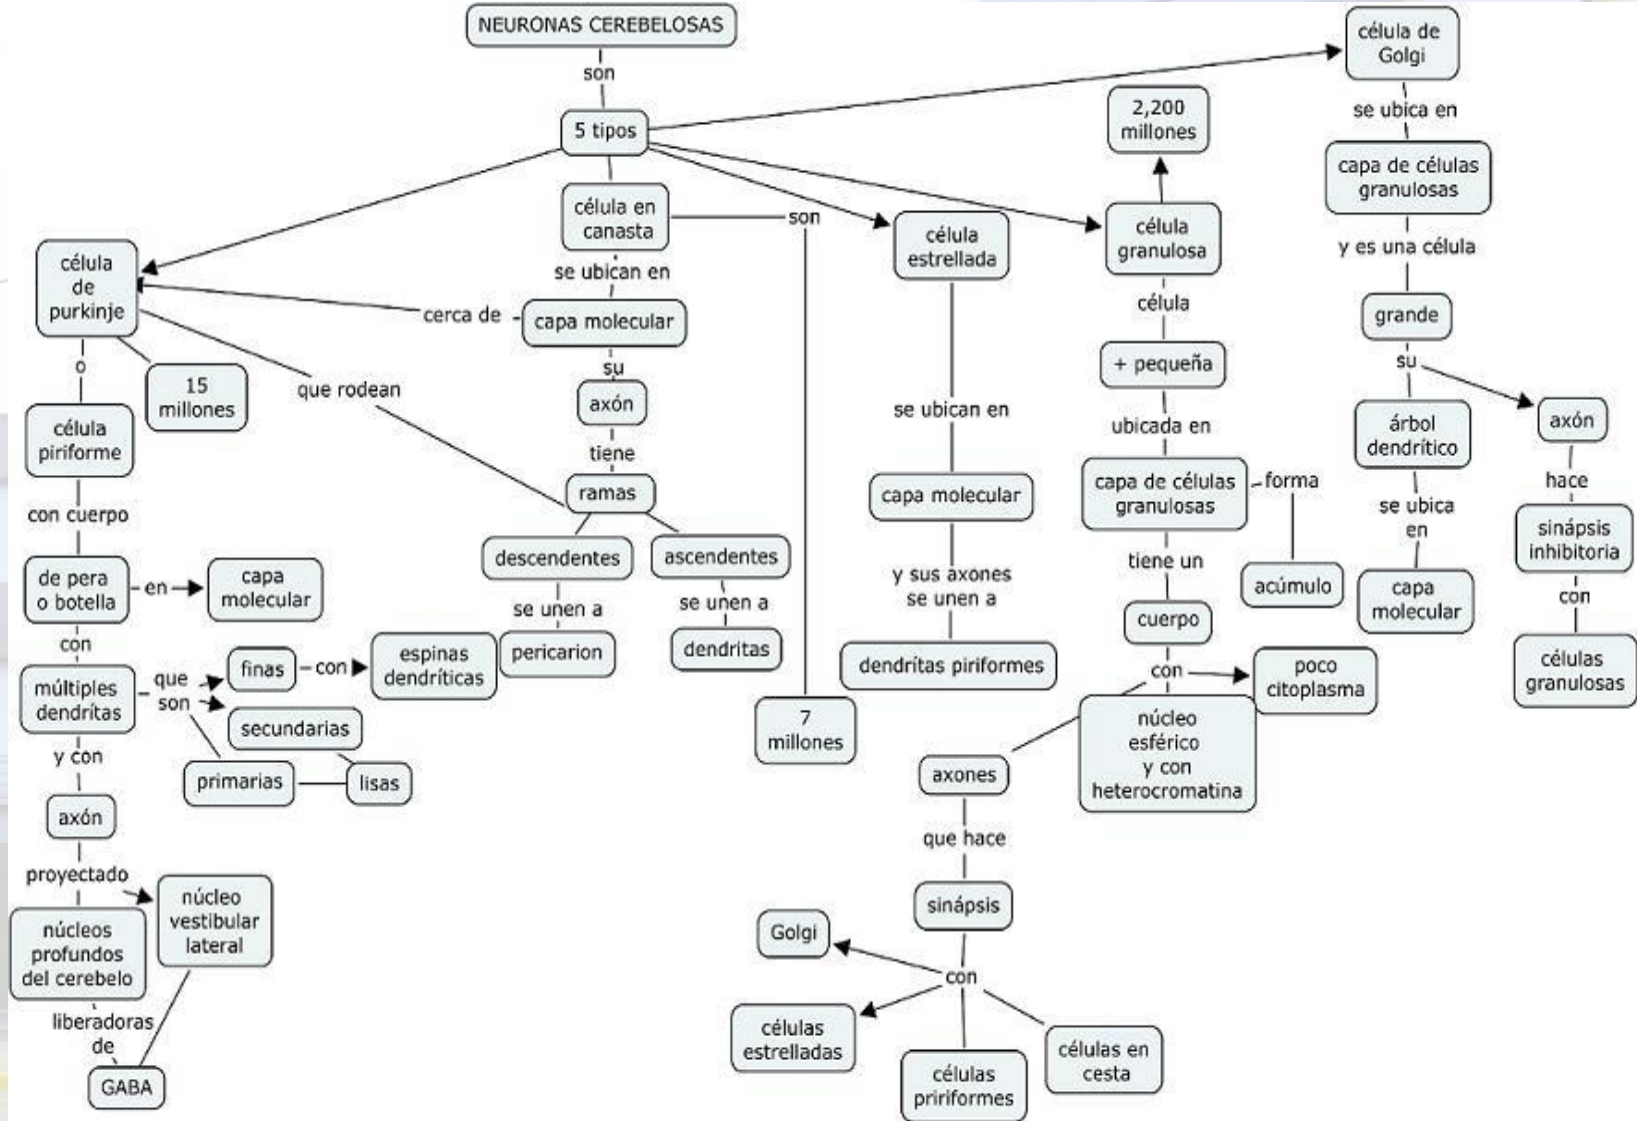 NEURONAS CEREBELOSAS
son
5 tipos
célula de
purkinje
o
15
millones
célula
piriforme
con cuerpo
de pera
o botella
en
capa
molecular
con
múltiples
dendrítas
que
son
finas
con
espinas
dendríticas
secundarias
primarias
lisas
y con
axón
proyectado
núcleo
vestibular
lateral
núcleos
profundos
del cerebelo
liberadoras
de
GABA
que rodean
cerca de
célula en
canasta
son
7
millones
se ubican en
capa molecular
su
axón
tiene
ramas
descendentes
se unen a
pericarion
ascendentes
se unen a
dendritas
célula
estrellada
se ubican en
capa molecular
y sus axones
se unen a
dendrítas piriformes
2,200
millones
célula
granulosa
célula
+ pequeña
ubicada en
capa de células
granulosas
forma
acúmulo
tiene un
cuerpo
con
poco
citoplasma
núcleo
esférico
y con
heterocromatina
axones
que hace
sinápsis
con
Golgi
células
estrelladas
células
pririformes
células en
cesta
célula de
Golgi
se ubica en
capa de células
granulosas
y es una célula
grande
su
árbol
dendrítico
se ubica
en
capa
molecular
axón
hace
sinápsis
inhibitoria
con
células
granulosas